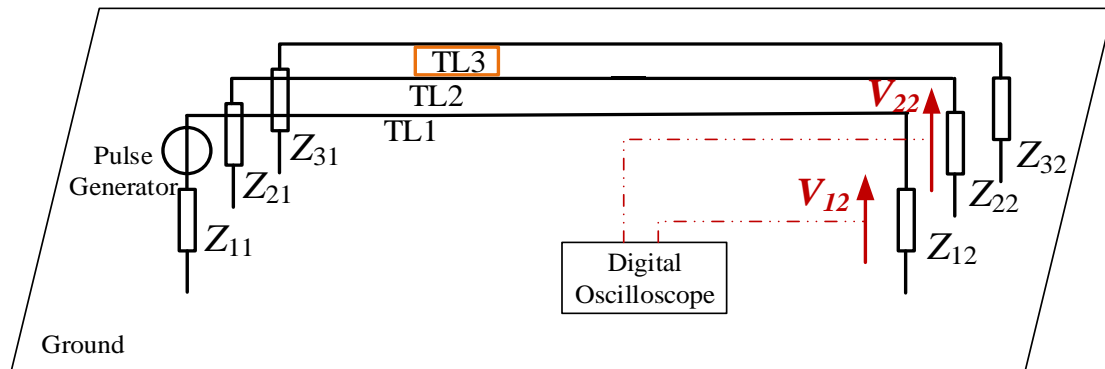 TL3
TL2
TL1
V22
Pulse
Generator
Z31
Z32
Z21
Z22
V12
Z11
Z12
Digital
Oscilloscope
Ground